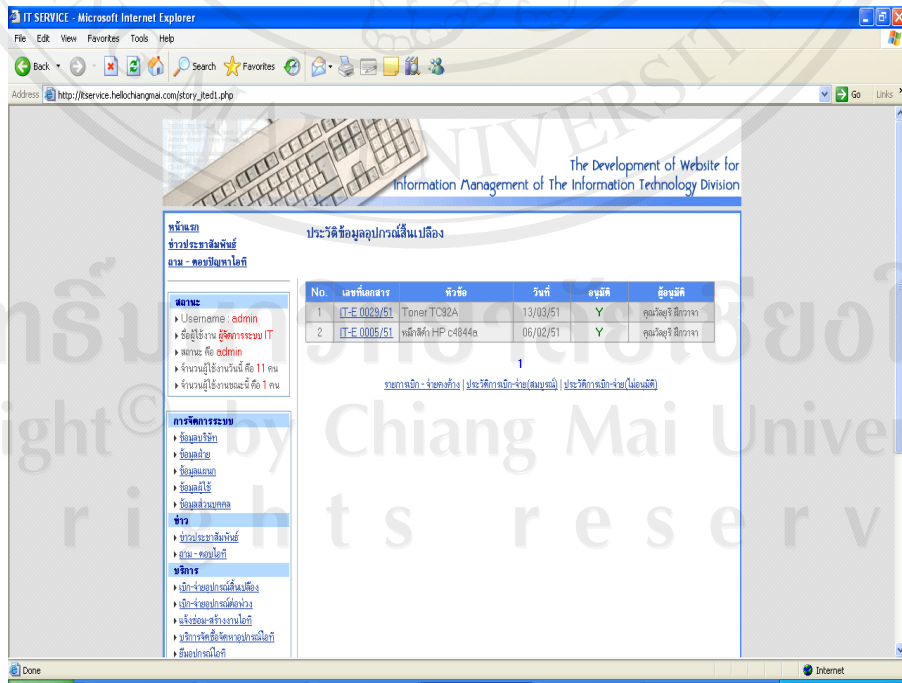 IT SERVICE - Microsoft Internet Explorer
File Edit View Favorites Tools Help
Back Search Favorites
Address http://itservice.hellochiangmai.com/story_ited1.php Go Links
The Development of Website for
Information Management of The Information Technology Division
หน้าแรก
ข่าวประชาสัมพันธ์
ถาม - ตอบปัญหาไอที
สถานะ
Username : admin
ชื่อผู้ใช้งาน ผู้จัดการระบบ IT
สถานะ คือ admin
จำนวนผู้ใช้งานวันนี้ คือ 11 คน
จำนวนผู้ใช้งานขณะนี้ คือ 1 คน
การจัดการระบบ
ข้อมูลบริษัท
ข้อมูลฝ่าย
ข้อมูลแผนก
ข้อมูลผู้ใช้
ข้อมูลส่วนบุคคล
ข่าว
ข่าวประชาสัมพันธ์
ถาม - ตอบไอที
บริการ
เบิก-จ่ายอุปกรณ์สิ้นเปลือง
เบิก-จ่ายอุปกรณ์ต่อพ่วง
แจ้งซ่อม-สร้างงานไอที
บริการจัดซื้อจัดหาอุปกรณ์ไอที
ยืมอุปกรณ์ไอที
ประวัติข้อมูลอุปกรณ์สิ้นเปลือง
No. เลขที่เอกสาร หัวข้อ วันที่ อนุมัติ ผู้อนุมัติ
1 IT-E 0029/51 Toner TC92A 13/03/51 Y คุณวัลยุรี ฝีกวาจา
2 IT-E 0005/51 หมึกสีดำ HP c4844a 06/02/51 Y คุณวัลยุรี ฝีกวาจา
1
รายการเบิก - จ่ายคงค้าง | ประวัติการเบิก-จ่าย(สมบูรณ์) | ประวัติการเบิก-จ่าย(ไม่อนุมัติ)
Done Internet
UNIVERSITY
by Chiang Mai
rights